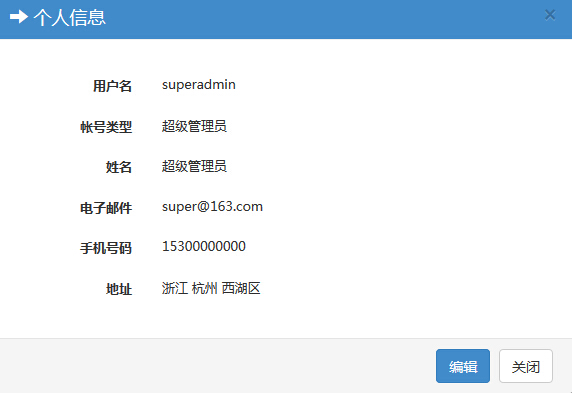 个人信息 ×
用户名 superadmin
帐号类型 超级管理员
姓名 超级管理员
电子邮件 super@163.com
手机号码 15300000000
地址 浙江 杭州 西湖区
编辑 关闭